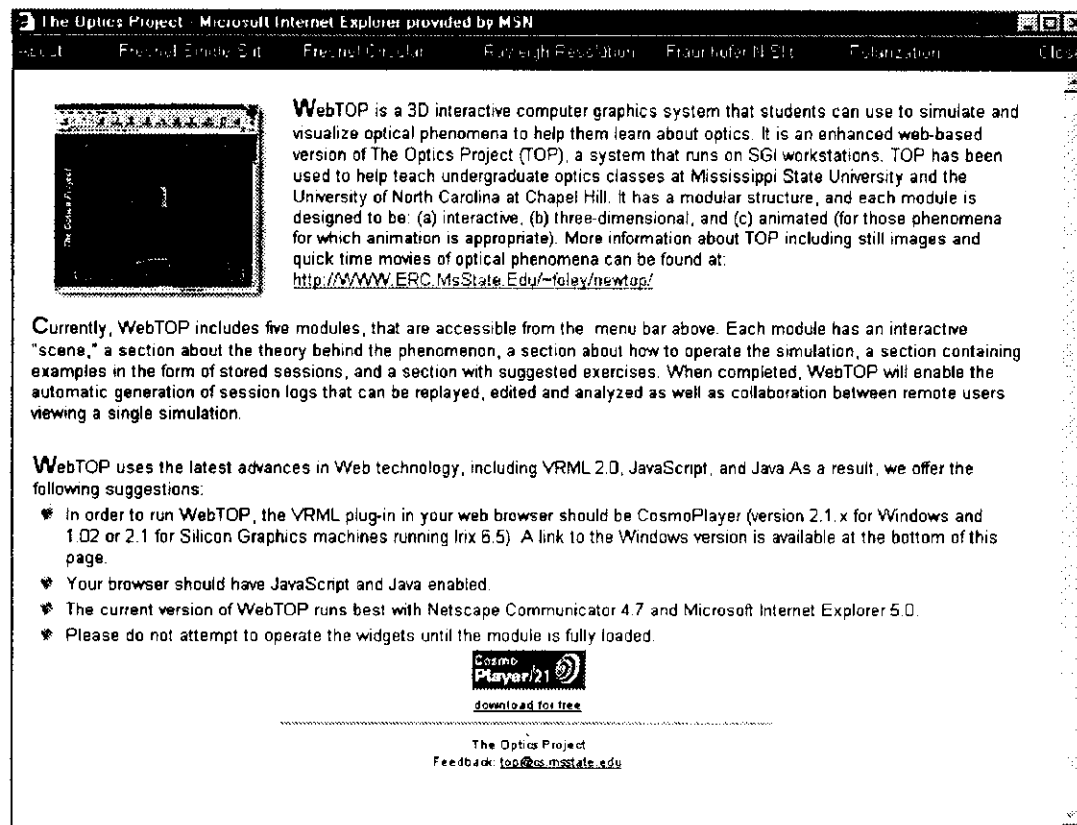 The Optics Project - Microsoft Internet Explorer provided by MSN
About Fresnel Single Slit Fresnel Circular Rayleigh Resolution Fraunhofer N Slit Polarization Close
The Optics Project
WebTOP is a 3D interactive computer graphics system that students can use to simulate and
visualize optical phenomena to help them learn about optics. It is an enhanced web-based
version of The Optics Project (TOP), a system that runs on SGI workstations. TOP has been
used to help teach undergraduate optics classes at Mississippi State University and the
University of North Carolina at Chapel Hill. It has a modular structure, and each module is
designed to be: (a) interactive, (b) three-dimensional, and (c) animated (for those phenomena
for which animation is appropriate). More information about TOP including still images and
quick time movies of optical phenomena can be found at:
http://WWW.ERC.MsState.Edu/~foley/newtop/
Currently, WebTOP includes five modules, that are accessible from the menu bar above. Each module has an interactive
"scene," a section about the theory behind the phenomenon, a section about how to operate the simulation, a section containing
examples in the form of stored sessions, and a section with suggested exercises. When completed, WebTOP will enable the
automatic generation of session logs that can be replayed, edited and analyzed as well as collaboration between remote users
viewing a single simulation.
WebTOP uses the latest advances in Web technology, including VRML 2.0, JavaScript, and Java As a result, we offer the
following suggestions:
In order to run WebTOP, the VRML plug-in in your web browser should be CosmoPlayer (version 2.1.x for Windows and
1.02 or 2.1 for Silicon Graphics machines running Irix 6.5) A link to the Windows version is available at the bottom of this
page.
Your browser should have JavaScript and Java enabled.
The current version of WebTOP runs best with Netscape Communicator 4.7 and Microsoft Internet Explorer 5.0.
Please do not attempt to operate the widgets until the module is fully loaded.
Cosmo
Player 21
download for free
The Optics Project
Feedback: top@cs.msstate.edu